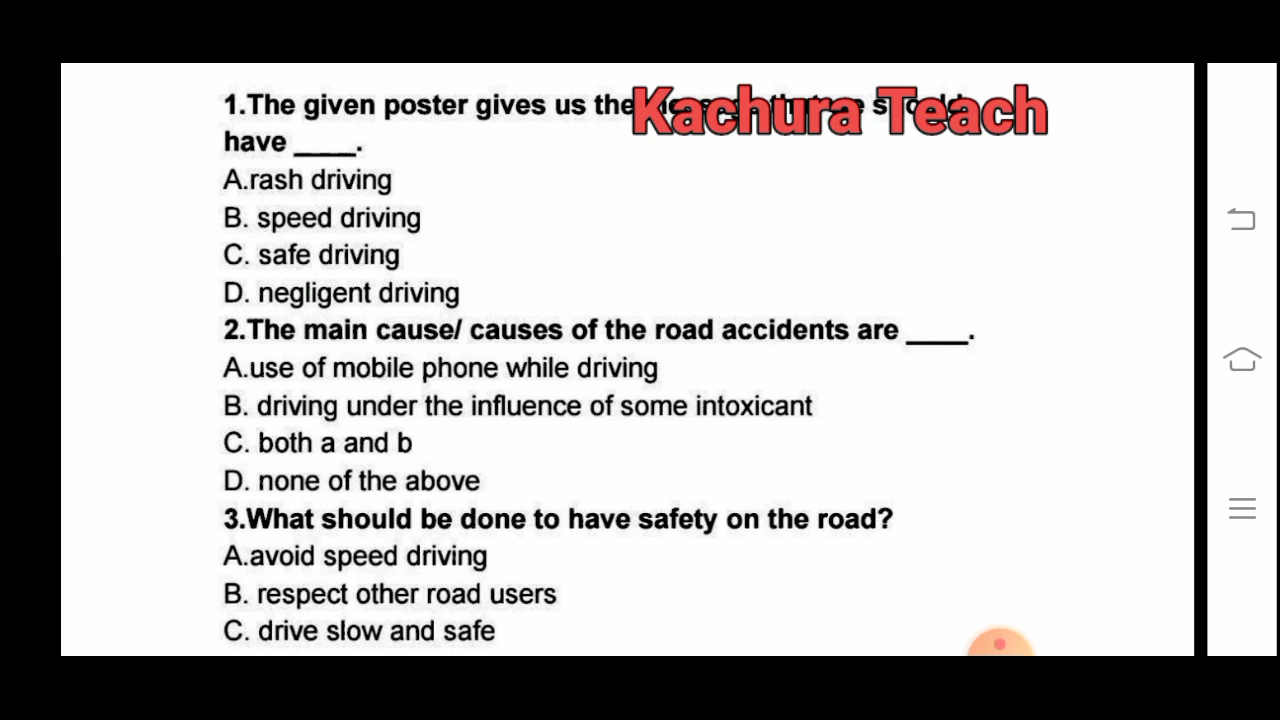 1.The given poster gives us the
Kachura Teach
have ____.
A.rash driving
B. speed driving
C. safe driving
D. negligent driving
2.The main cause/ causes of the road accidents are ____.
A.use of mobile phone while driving
B. driving under the influence of some intoxicant
C. both a and b
D. none of the above
3.What should be done to have safety on the road?
A.avoid speed driving
B. respect other road users
C. drive slow and safe